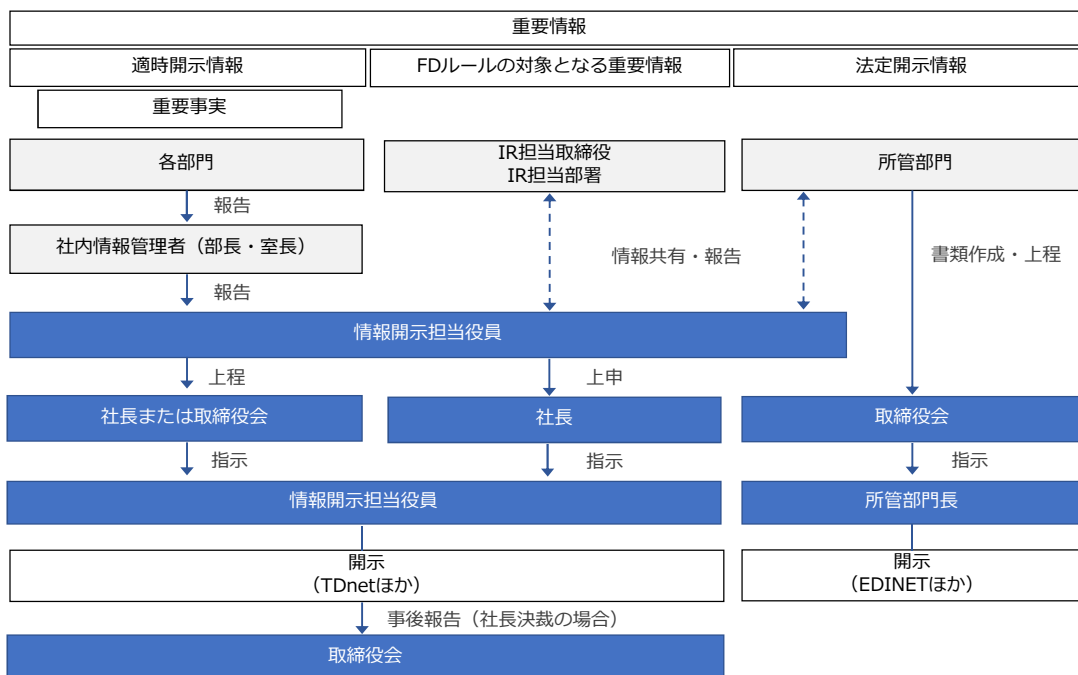 重要情報
適時開示情報
FDルールの対象となる重要情報
法定開示情報
重要事実
各部門
IR担当取締役
IR担当部署
所管部門
報告
社内情報管理者（部長・室長）
情報共有・報告
書類作成・上程
報告
情報開示担当役員
上程
上申
社長または取締役会
社長
取締役会
指示
指示
指示
情報開示担当役員
所管部門長
開示
（TDnetほか）
開示
（EDINETほか）
事後報告（社長決裁の場合）
取締役会